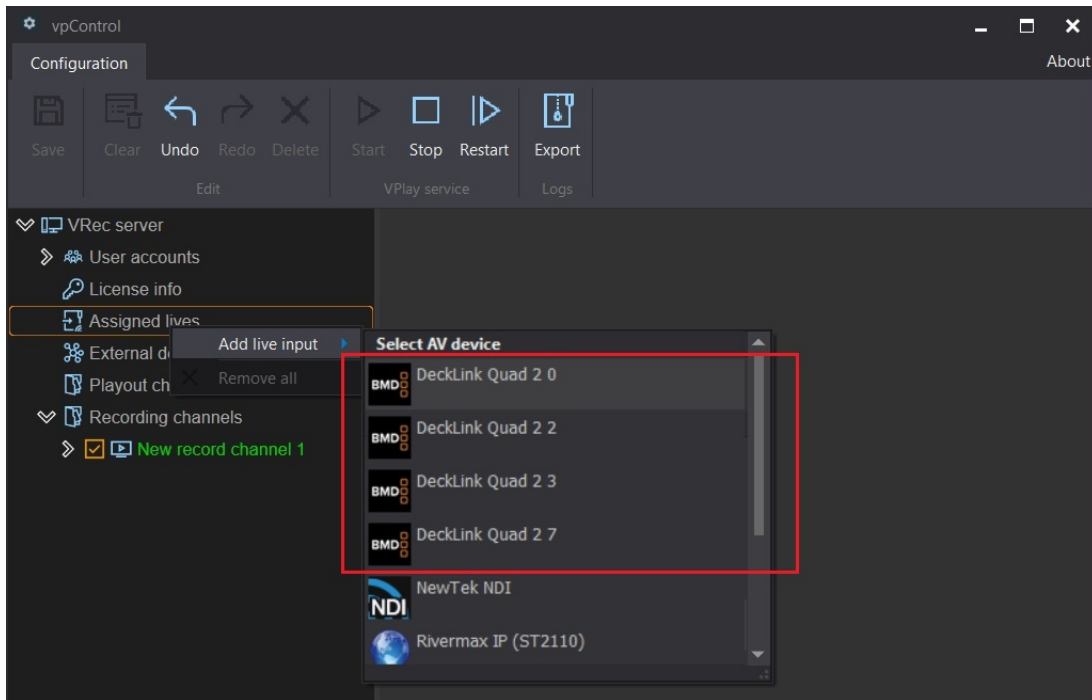 vpControl
Configuration
About
Save
Clear
Undo
Redo
Delete
Start
Stop
Restart
Export
Edit
VPlay service
Logs
VRec server
User accounts
License info
Assigned lives
External d
Playout ch
Recording channels
New record channel 1
Add live input
Remove all
Select AV device
BMD DeckLink Quad 2 0
BMD DeckLink Quad 2 2
BMD DeckLink Quad 2 3
BMD DeckLink Quad 2 7
NDI NewTek NDI
Rivermax IP (ST2110)